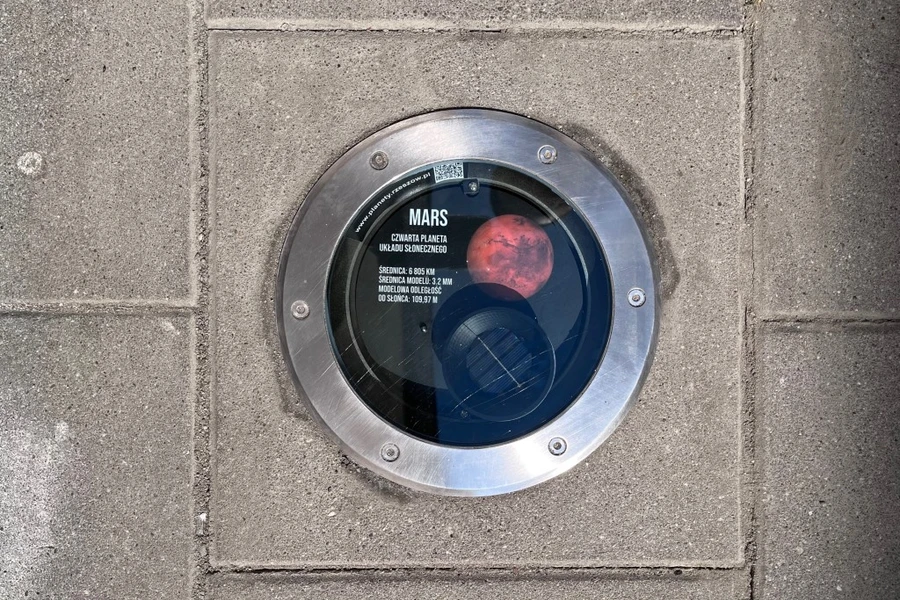 www.planety.rzeszow.pl
MARS
CZWARTA PLANETA
UKŁADU SŁONECZNEGO
ŚREDNICA: 6 805 KM
ŚREDNICA MODELU: 3,2 MM
MODELOWA ODLEGŁOŚĆ
OD SŁOŃCA: 109,97 M